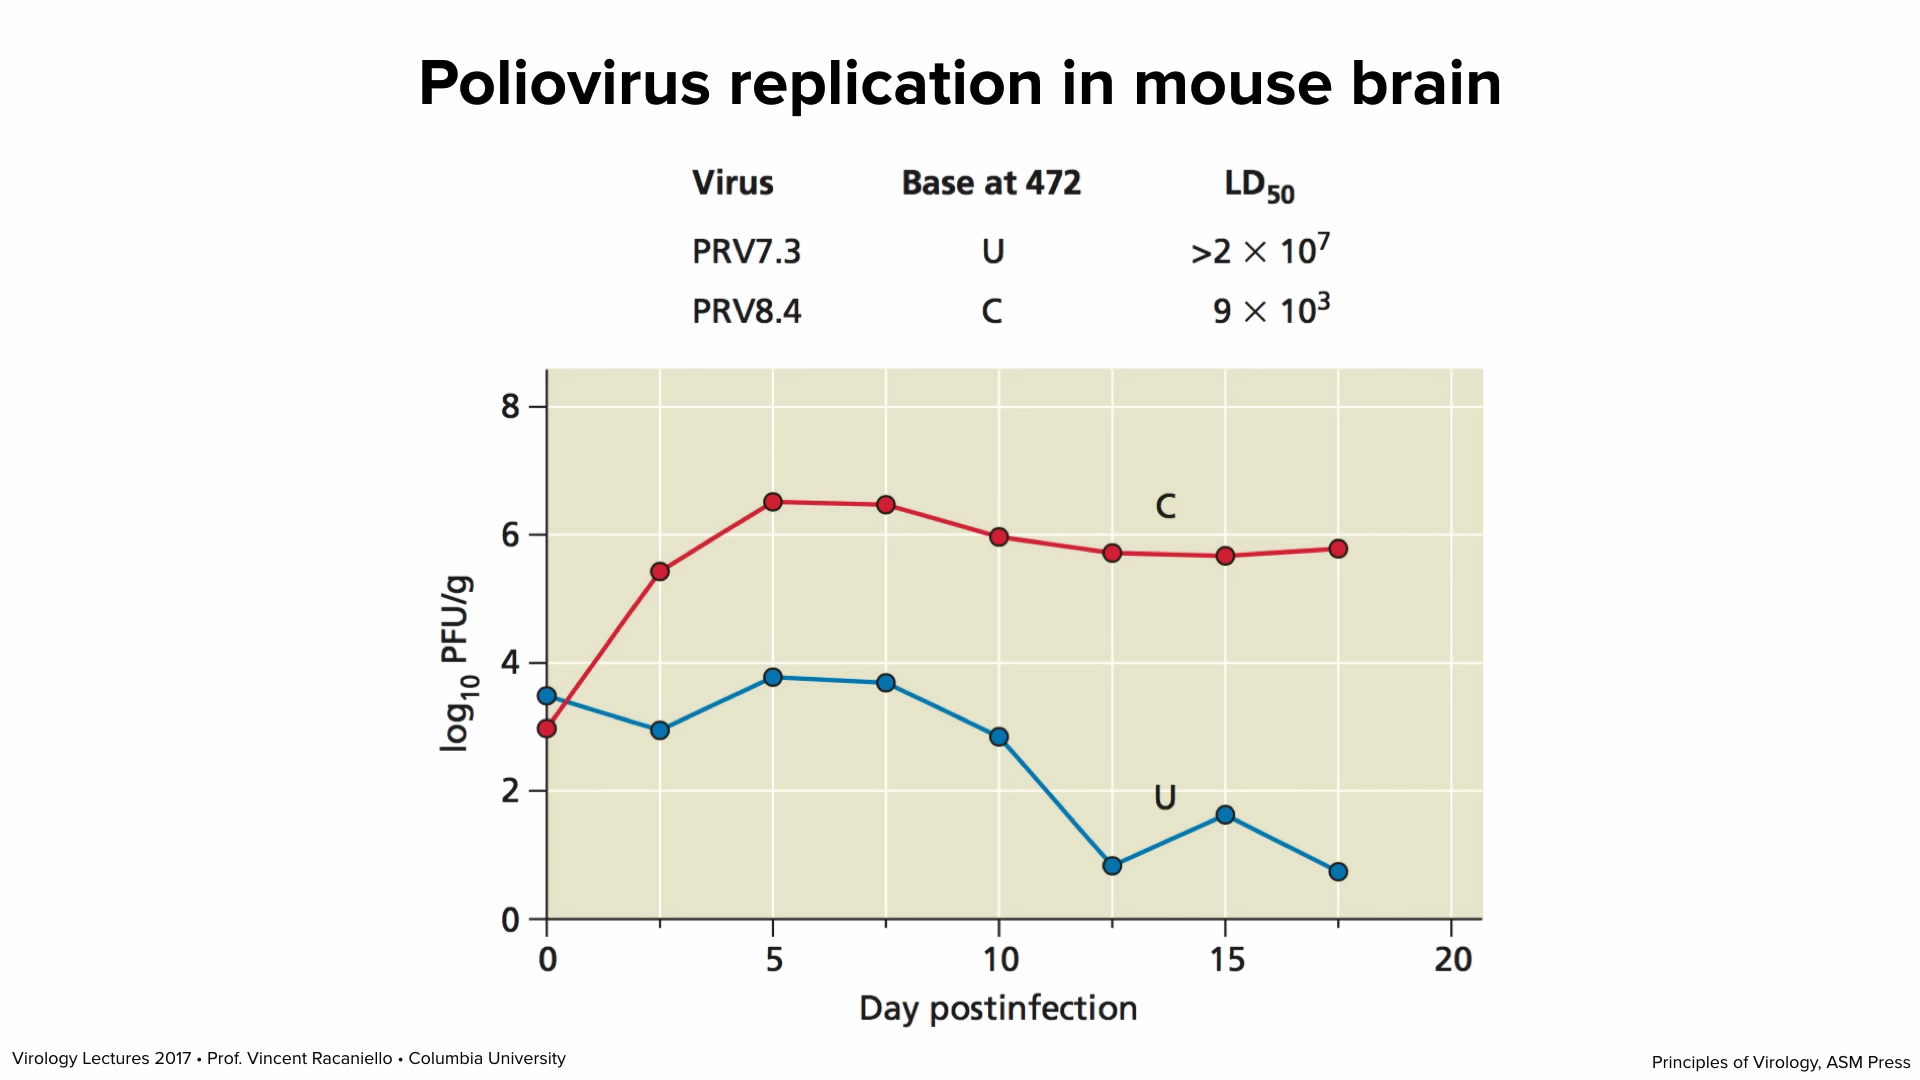 Poliovirus replication in mouse brain
Virus Base at 472 LD50
PRV7.3 U >2 × 10^7
PRV8.4 C 9 × 10^3
8
6
4
2
0
log10 PFU/g
C
U
0 5 10 15 20
Day postinfection
Virology Lectures 2017 • Prof. Vincent Racaniello • Columbia University
Principles of Virology, ASM Press